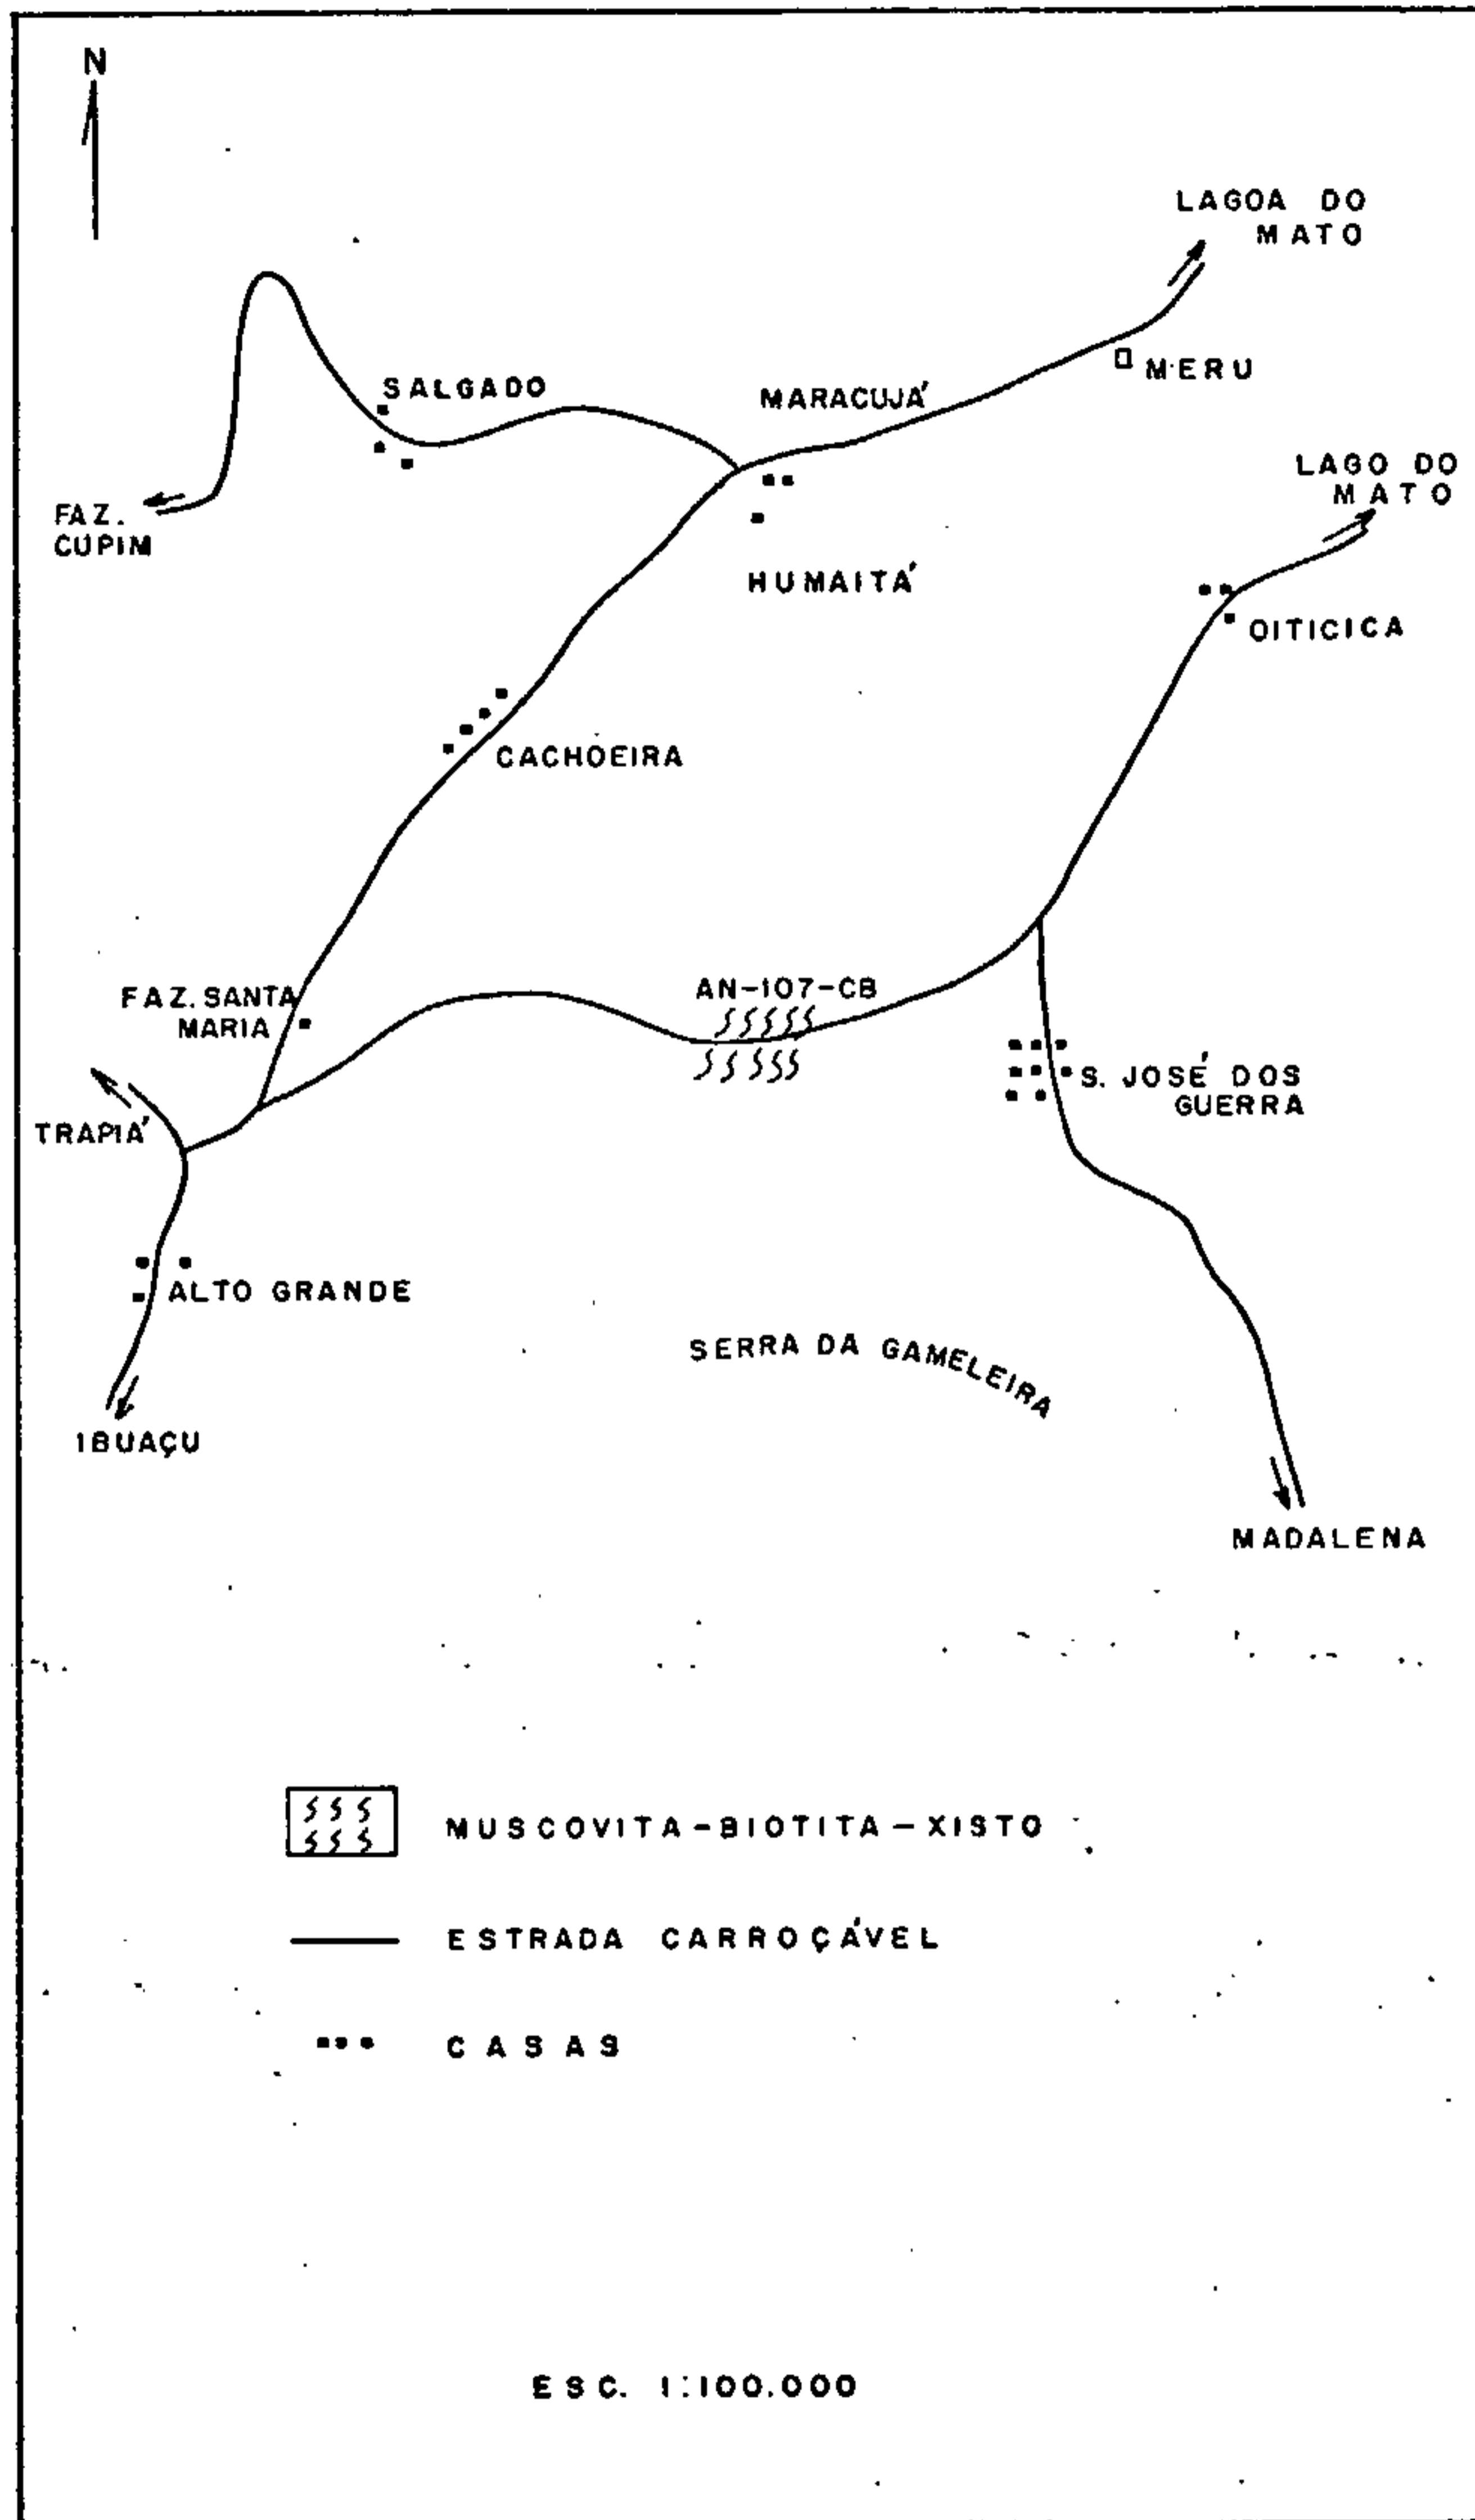 N
LAGOA DO
MATO
SALGADO
MARACUJÁ
MERU
LAGO DO
MATO
FAZ.
CUPIM
HUMAITÁ
OITICICA
CACHOEIRA
AN-107-CB
FAZ. SANTA
MARIA
S. JOSÉ DOS
GUERRA
TRAPIÁ
ALTO GRANDE
SERRA DA GAMELEIRA
IBUAÇU
MADALENA
MUSCOVITA-BIOTITA-XISTO
ESTRADA CARROÇÁVEL
CASAS
ESC. 1:100.000